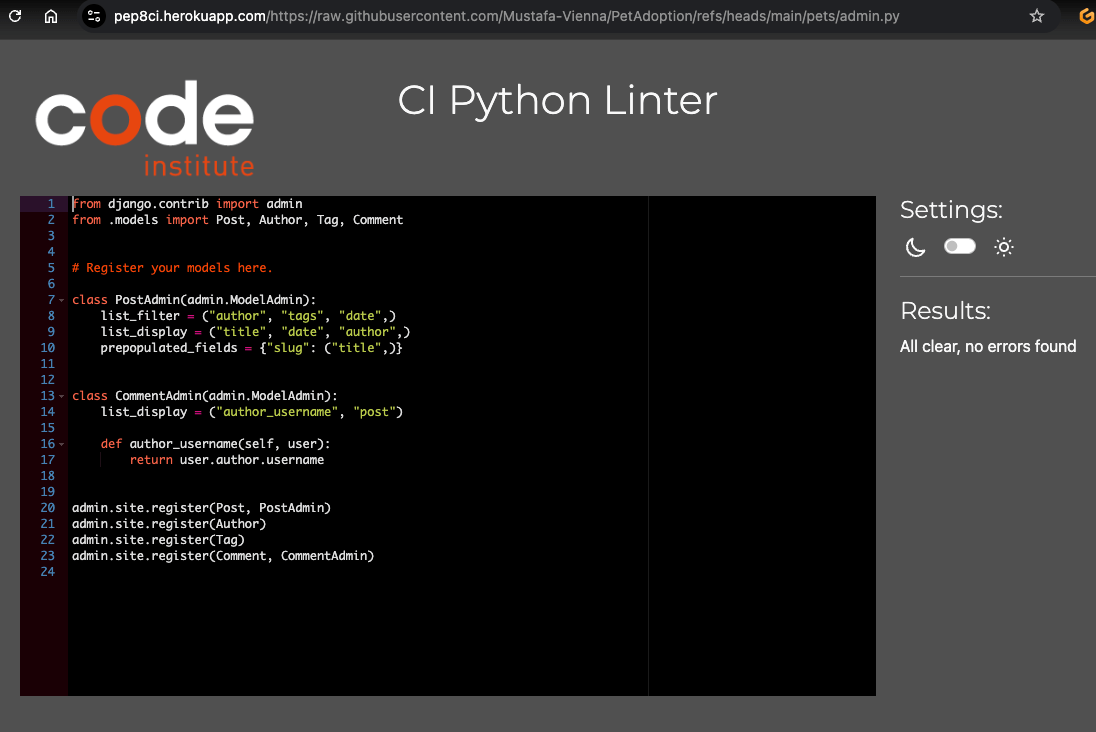 pep8ci.herokuapp.com/https://raw.githubusercontent.com/Mustafa-Vienna/PetAdoption/refs/heads/main/pets/admin.py
code
institute
CI Python Linter
1 from django.contrib import admin
2 from .models import Post, Author, Tag, Comment
3
4
5 # Register your models here.
6
7 class PostAdmin(admin.ModelAdmin):
8     list_filter = ("author", "tags", "date",)
9     list_display = ("title", "date", "author",)
10     prepopulated_fields = {"slug": ("title",)}
11
12
13 class CommentAdmin(admin.ModelAdmin):
14     list_display = ("author_username", "post")
15
16     def author_username(self, user):
17         return user.author.username
18
19
20 admin.site.register(Post, PostAdmin)
21 admin.site.register(Author)
22 admin.site.register(Tag)
23 admin.site.register(Comment, CommentAdmin)
24
Settings:
Results:
All clear, no errors found